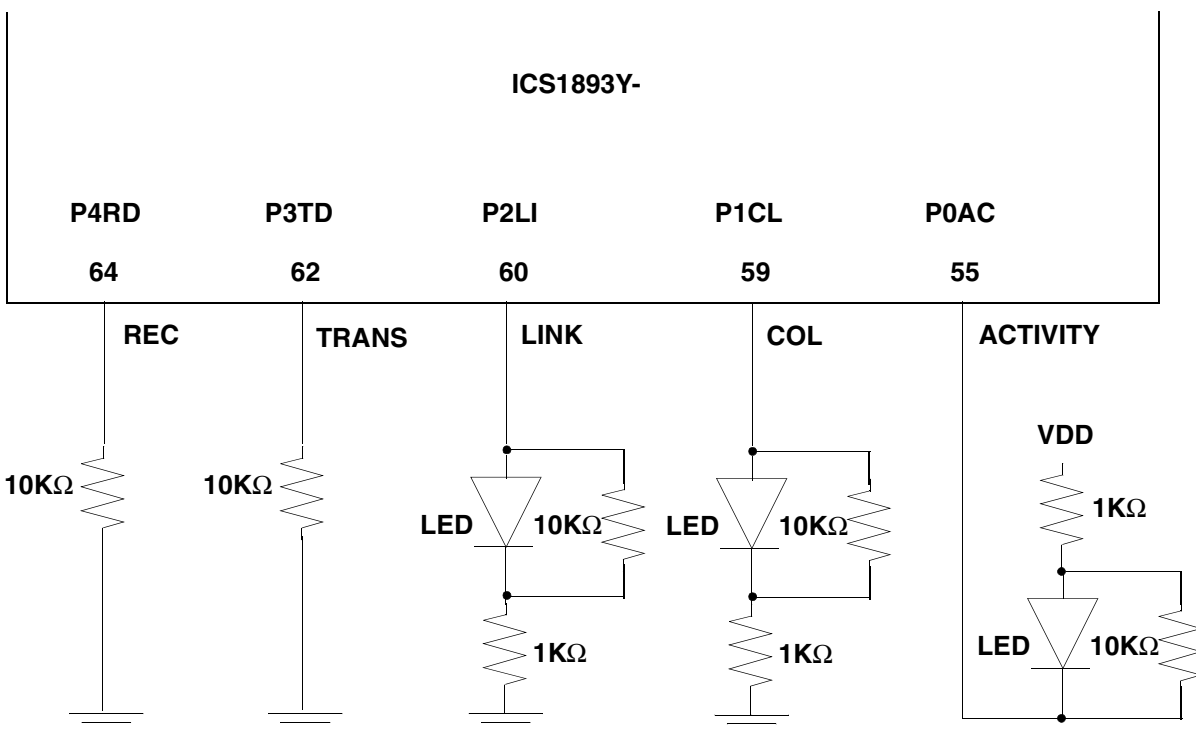 ICS1893Y-
P4RD P3TD P2LI P1CL P0AC
64 62 60 59 55
REC TRANS LINK COL ACTIVITY
VDD
10KΩ 10KΩ LED 10KΩ LED 10KΩ 1KΩ
1KΩ 1KΩ LED 10KΩ